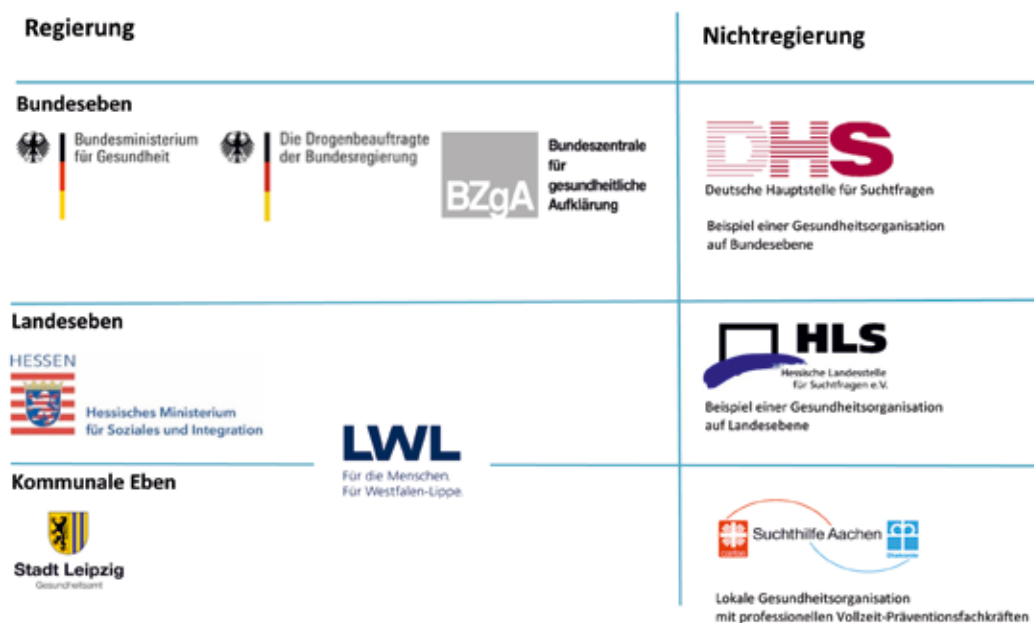 Regierung
Nichtregierung
Bundeseben
Bundesministerium
für Gesundheit
Die Drogenbeauftragte
der Bundesregierung
BZgA
Bundeszentrale
für
gesundheitliche
Aufklärung
DHS
Deutsche Hauptstelle für Suchtfragen
Beispiel einer Gesundheitsorganisation
auf Bundesebene
Landeseben
HESSEN
Hessisches Ministerium
für Soziales und Integration
LWL
Für die Menschen.
Für Westfalen-Lippe.
HLS
Hessische Landesstelle
für Suchtfragen e.V.
Beispiel einer Gesundheitsorganisation
auf Landesebene
Kommunale Eben
Stadt Leipzig
Gesundheitsamt
Suchthilfe Aachen
caritas
Diakonie
Lokale Gesundheitsorganisation
mit professionellen Vollzeit-Präventionsfachkräften